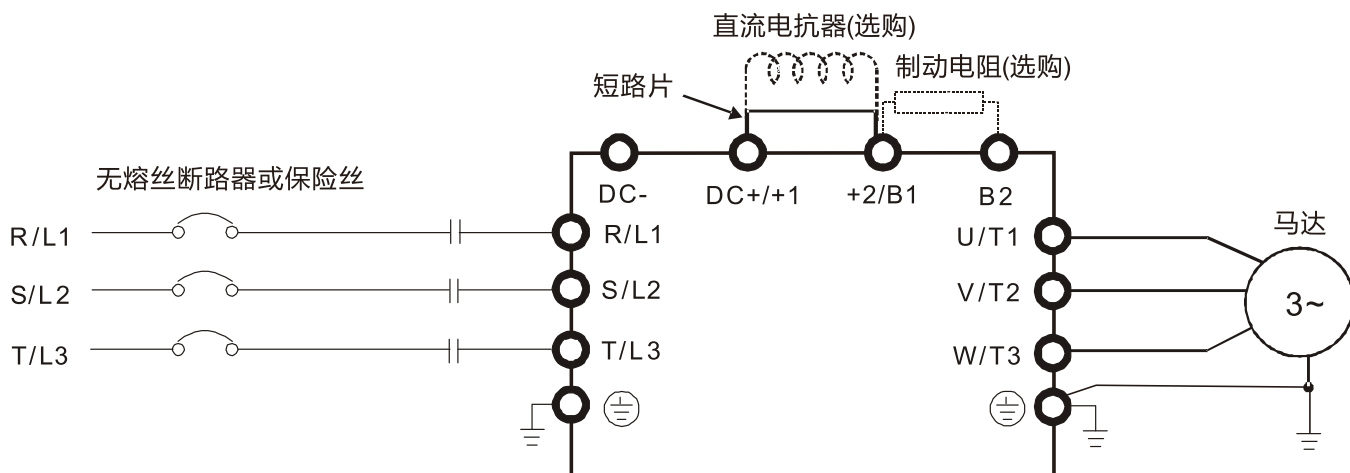 直流电抗器(选购)
制动电阻(选购)
短路片
无熔丝断路器或保险丝
DC-
DC+/+1
+2/B1
B2
马达
R/L1
R/L1
U/T1
S/L2
S/L2
V/T2
3~
T/L3
T/L3
W/T3